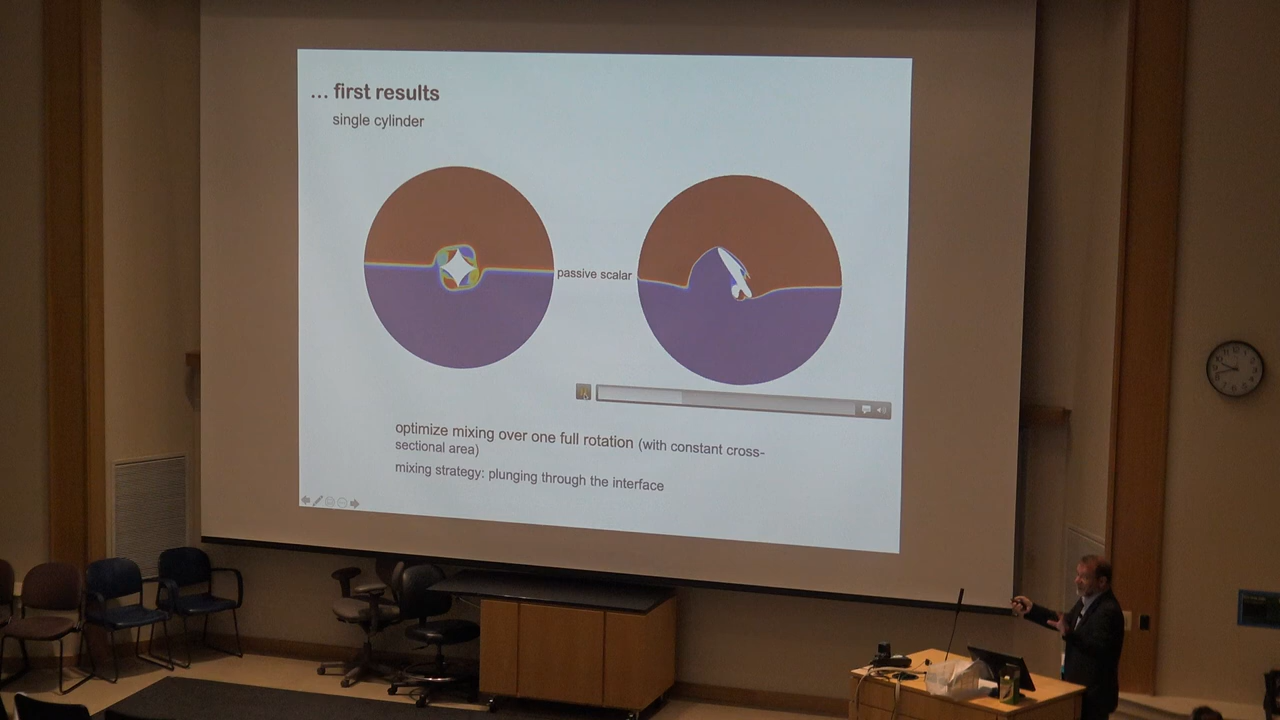 ... first results
single cylinder
passive scalar
optimize mixing over one full rotation (with constant cross-
sectional area)
mixing strategy: plunging through the interface